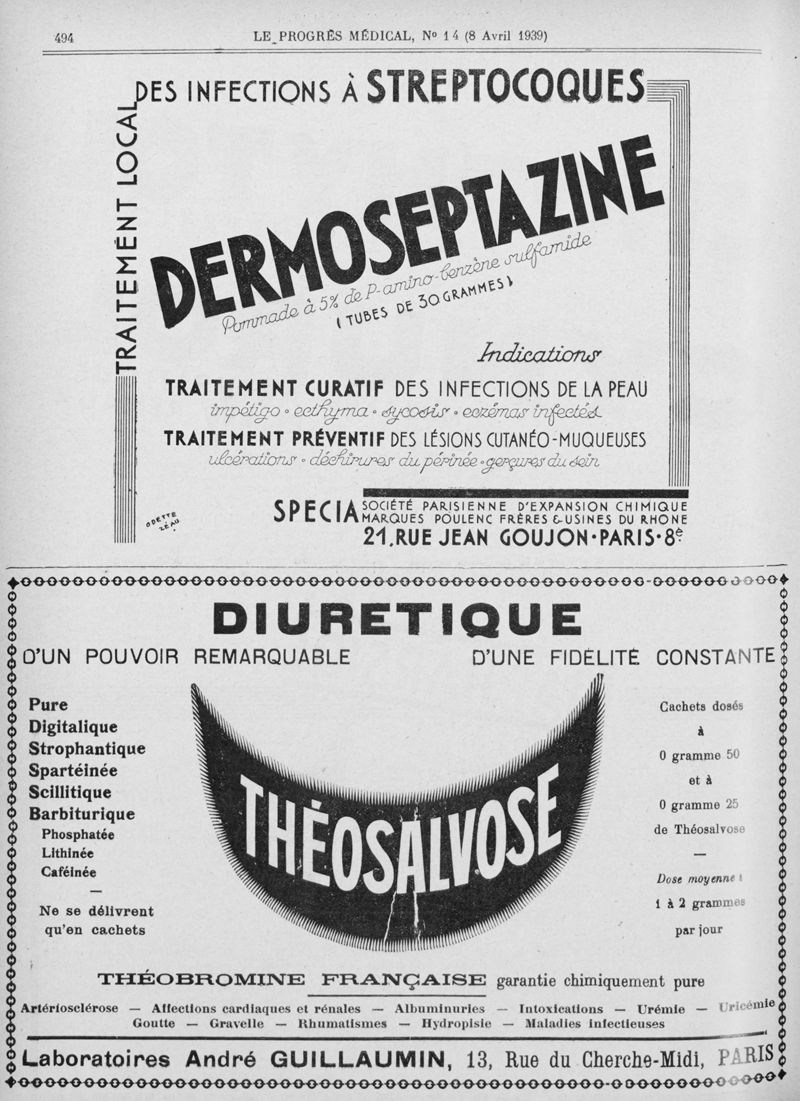 494
LE PROGRÈS MÉDICAL, Nº 14 (8 Avril 1939)
TRAITEMENT LOCAL
DES INFECTIONS À STREPTOCOQUES
DERMOSEPTAZINE
Pommade à 5% de p-amino-benzène sulfamide
(TUBES DE 30 GRAMMES)
Indications
TRAITEMENT CURATIF DES INFECTIONS DE LA PEAU
impétigo • ecthyma • sycosis • eczémas infectés
TRAITEMENT PRÉVENTIF DES LÉSIONS CUTANÉO-MUQUEUSES
ulcérations • déchirures du périnée • gerçures du sein
ODETTE
ZÉAU
SPECIA
SOCIÉTÉ PARISIENNE D'EXPANSION CHIMIQUE
MARQUES POULENC FRÈRES & USINES DU RHONE
21, RUE JEAN GOUJON • PARIS • 8e
DIURETIQUE
D'UN POUVOIR REMARQUABLE D'UNE FIDELITÉ CONSTANTE
Pure
Digitalique
Strophantique
Spartéinée
Scillitique
Barbiturique
Phosphatée
Lithinée
Caféinée
—
Ne se délivrent
qu'en cachets
THÉOSALVOSE
Cachets dosés
à
0 gramme 50
et à
0 gramme 25
de Théosalvose
—
Dose moyenne :
1 à 2 grammes
par jour
THÉOBROMINE FRANÇAISE garantie chimiquement pure
Artériosclérose — Affections cardiaques et rénales — Albuminuries — Intoxications — Urémie — Uricémie
Goutte — Gravelle — Rhumatismes — Hydropisie — Maladies infectieuses
Laboratoires André GUILLAUMIN, 13, Rue du Cherche-Midi, PARIS